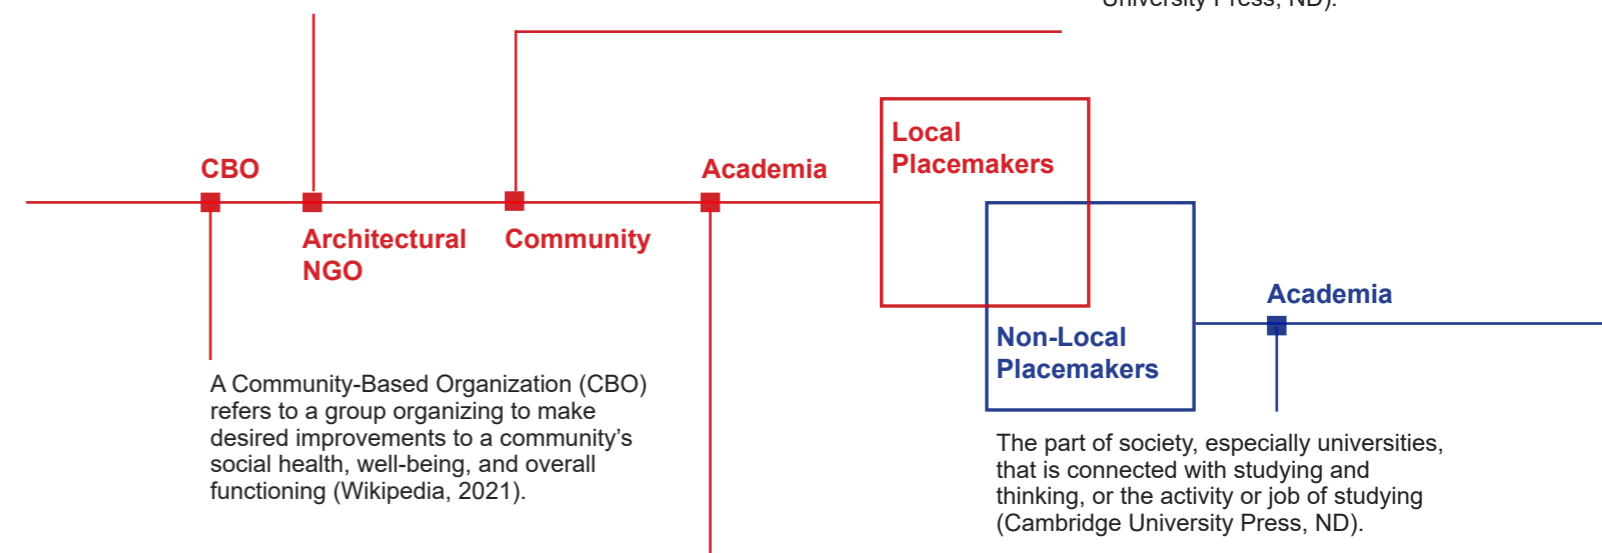 University Press, ND).
Local
Placemakers
CBO
Academia
Architectural
NGO
Community
Academia
Non-Local
Placemakers
A Community-Based Organization (CBO)
refers to a group organizing to make
desired improvements to a community’s
social health, well-being, and overall
functioning (Wikipedia, 2021).
The part of society, especially universities,
that is connected with studying and
thinking, or the activity or job of studying
(Cambridge University Press, ND).